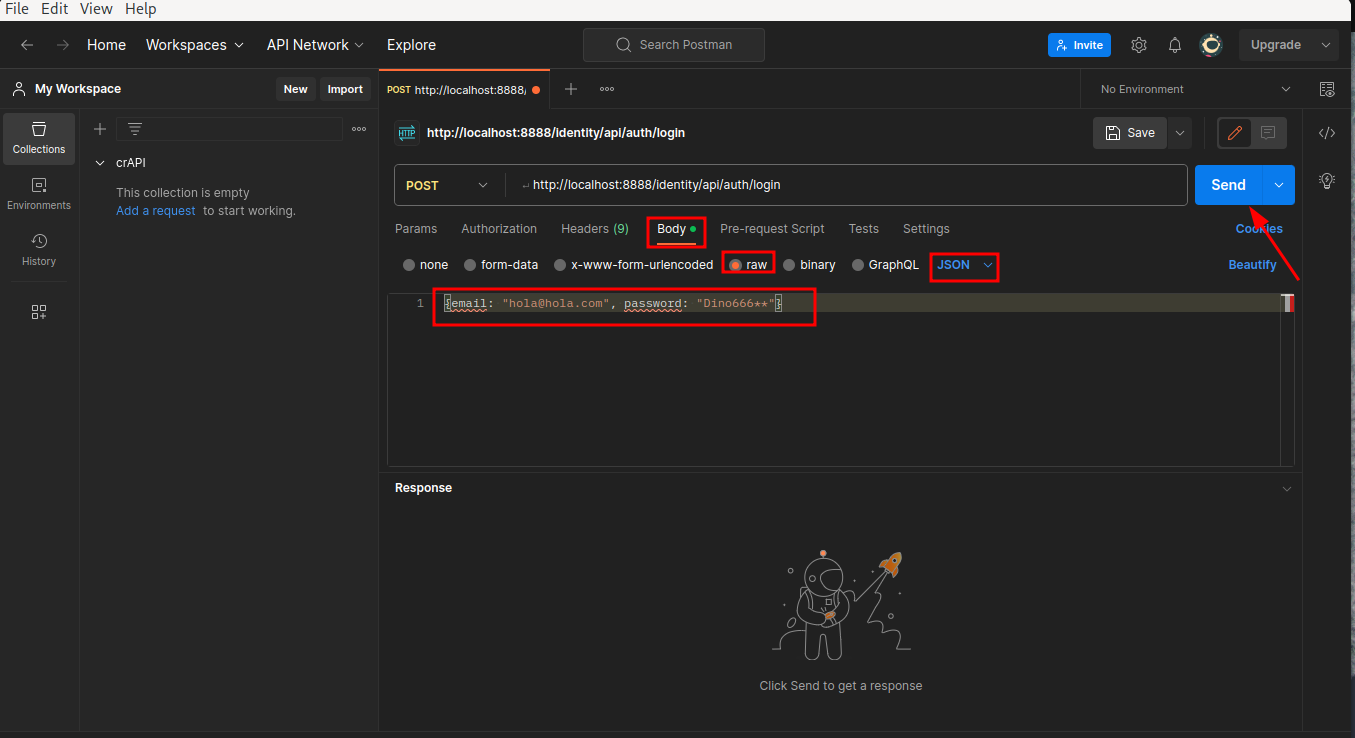 File Edit View Help
Home Workspaces API Network Explore Search Postman Invite Upgrade
My Workspace New Import POST http://localhost:8888/ No Environment
Collections
Environments
History
crAPI
This collection is empty
Add a request to start working.
HTTP http://localhost:8888/identity/api/auth/login Save
POST http://localhost:8888/identity/api/auth/login Send
Params Authorization Headers (9) Body Pre-request Script Tests Settings Cookies
none form-data x-www-form-urlencoded raw binary GraphQL JSON Beautify
1 {email: "hola@hola.com", password: "Dino666**"}
Response
Click Send to get a response